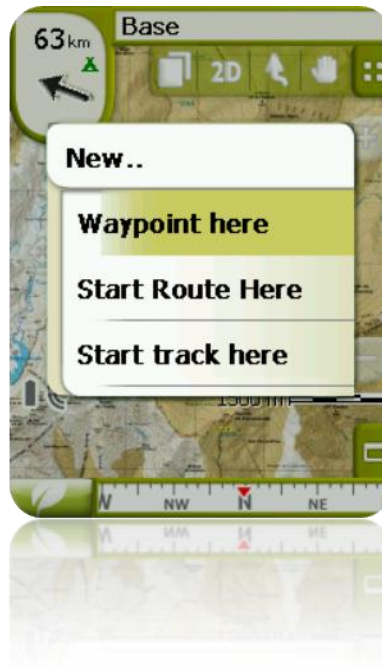 63km
Base
2D
New..
Waypoint here
Start Route Here
Start track here
W NW N NE